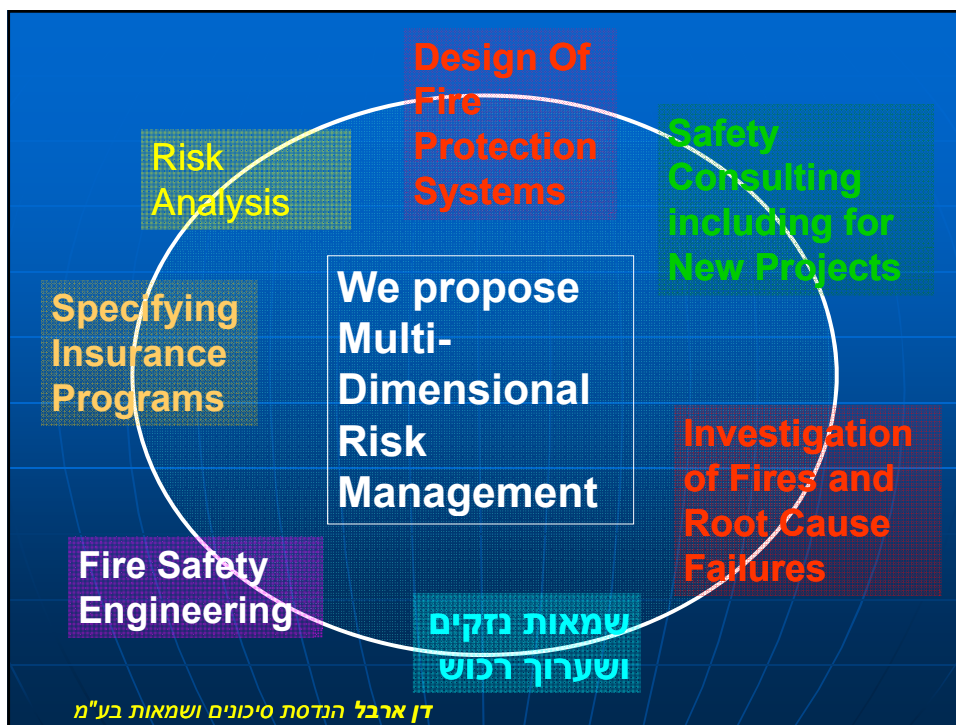 Design Of
Fire
Protection
Systems
Safety
Consulting
including for
New Projects
Risk
Analysis
We propose
Multi-
Dimensional
Risk
Management
Specifying
Insurance
Programs
Investigation
of Fires and
Root Cause
Failures
Fire Safety
Engineering
שמאות נזקים
ושערוך רכוש
דן ארבל הנדסת סיכונים ושמאות בע"מ